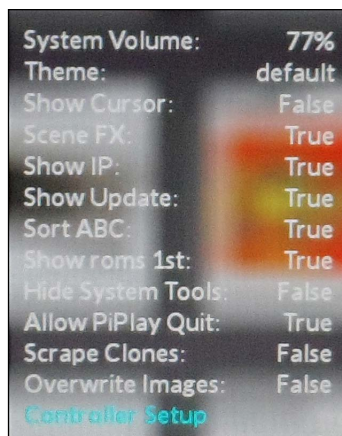 System Volume: 77%
Theme: default
Show Cursor: False
Scene FX: True
Show IP: True
Show Update: True
Sort ABC: True
Show roms 1st: True
Hide System Tools: False
Allow PiPlay Quit: True
Scrape Clones: False
Overwrite Images: False
Controller Setup